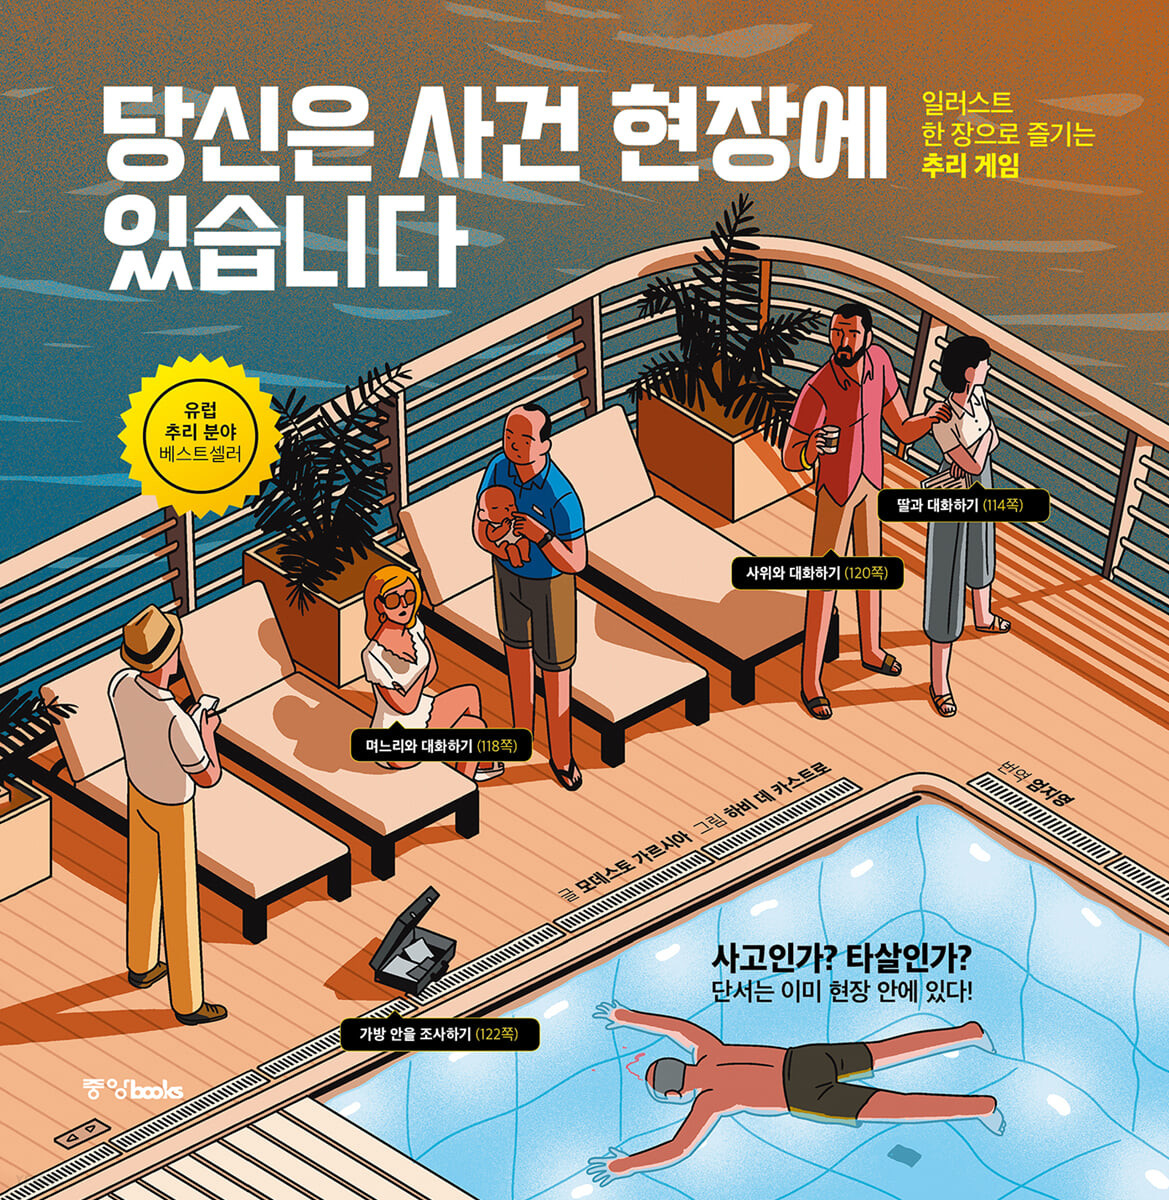 당신은 사건 현장에
있습니다
일러스트
한 장으로 즐기는
추리 게임
유럽
추리 분야
베스트셀러
딸과 대화하기 (114쪽)
사위와 대화하기 (120쪽)
며느리와 대화하기 (118쪽)
글 모데스토 가르시아 그림 하비 데 카스트로
번역 엄지영
사고인가? 타살인가?
단서는 이미 현장 안에 있다!
가방 안을 조사하기 (122쪽)
중앙books